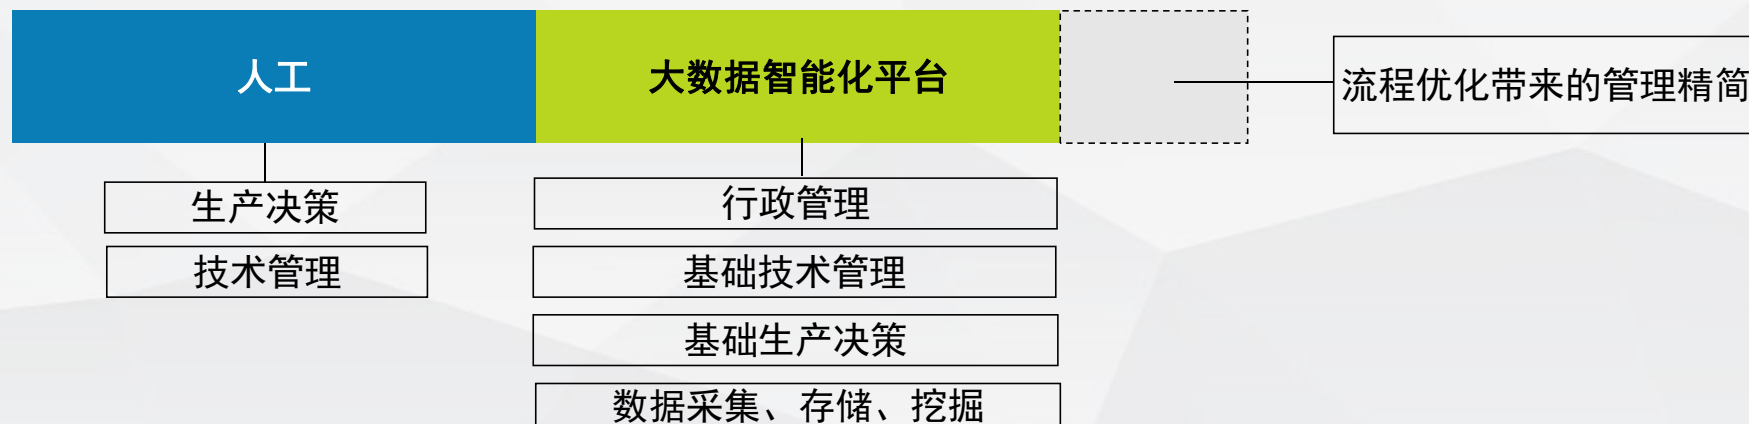 人工
大数据智能化平台
流程优化带来的管理精简
生产决策
行政管理
技术管理
基础技术管理
基础生产决策
数据采集、存储、挖掘